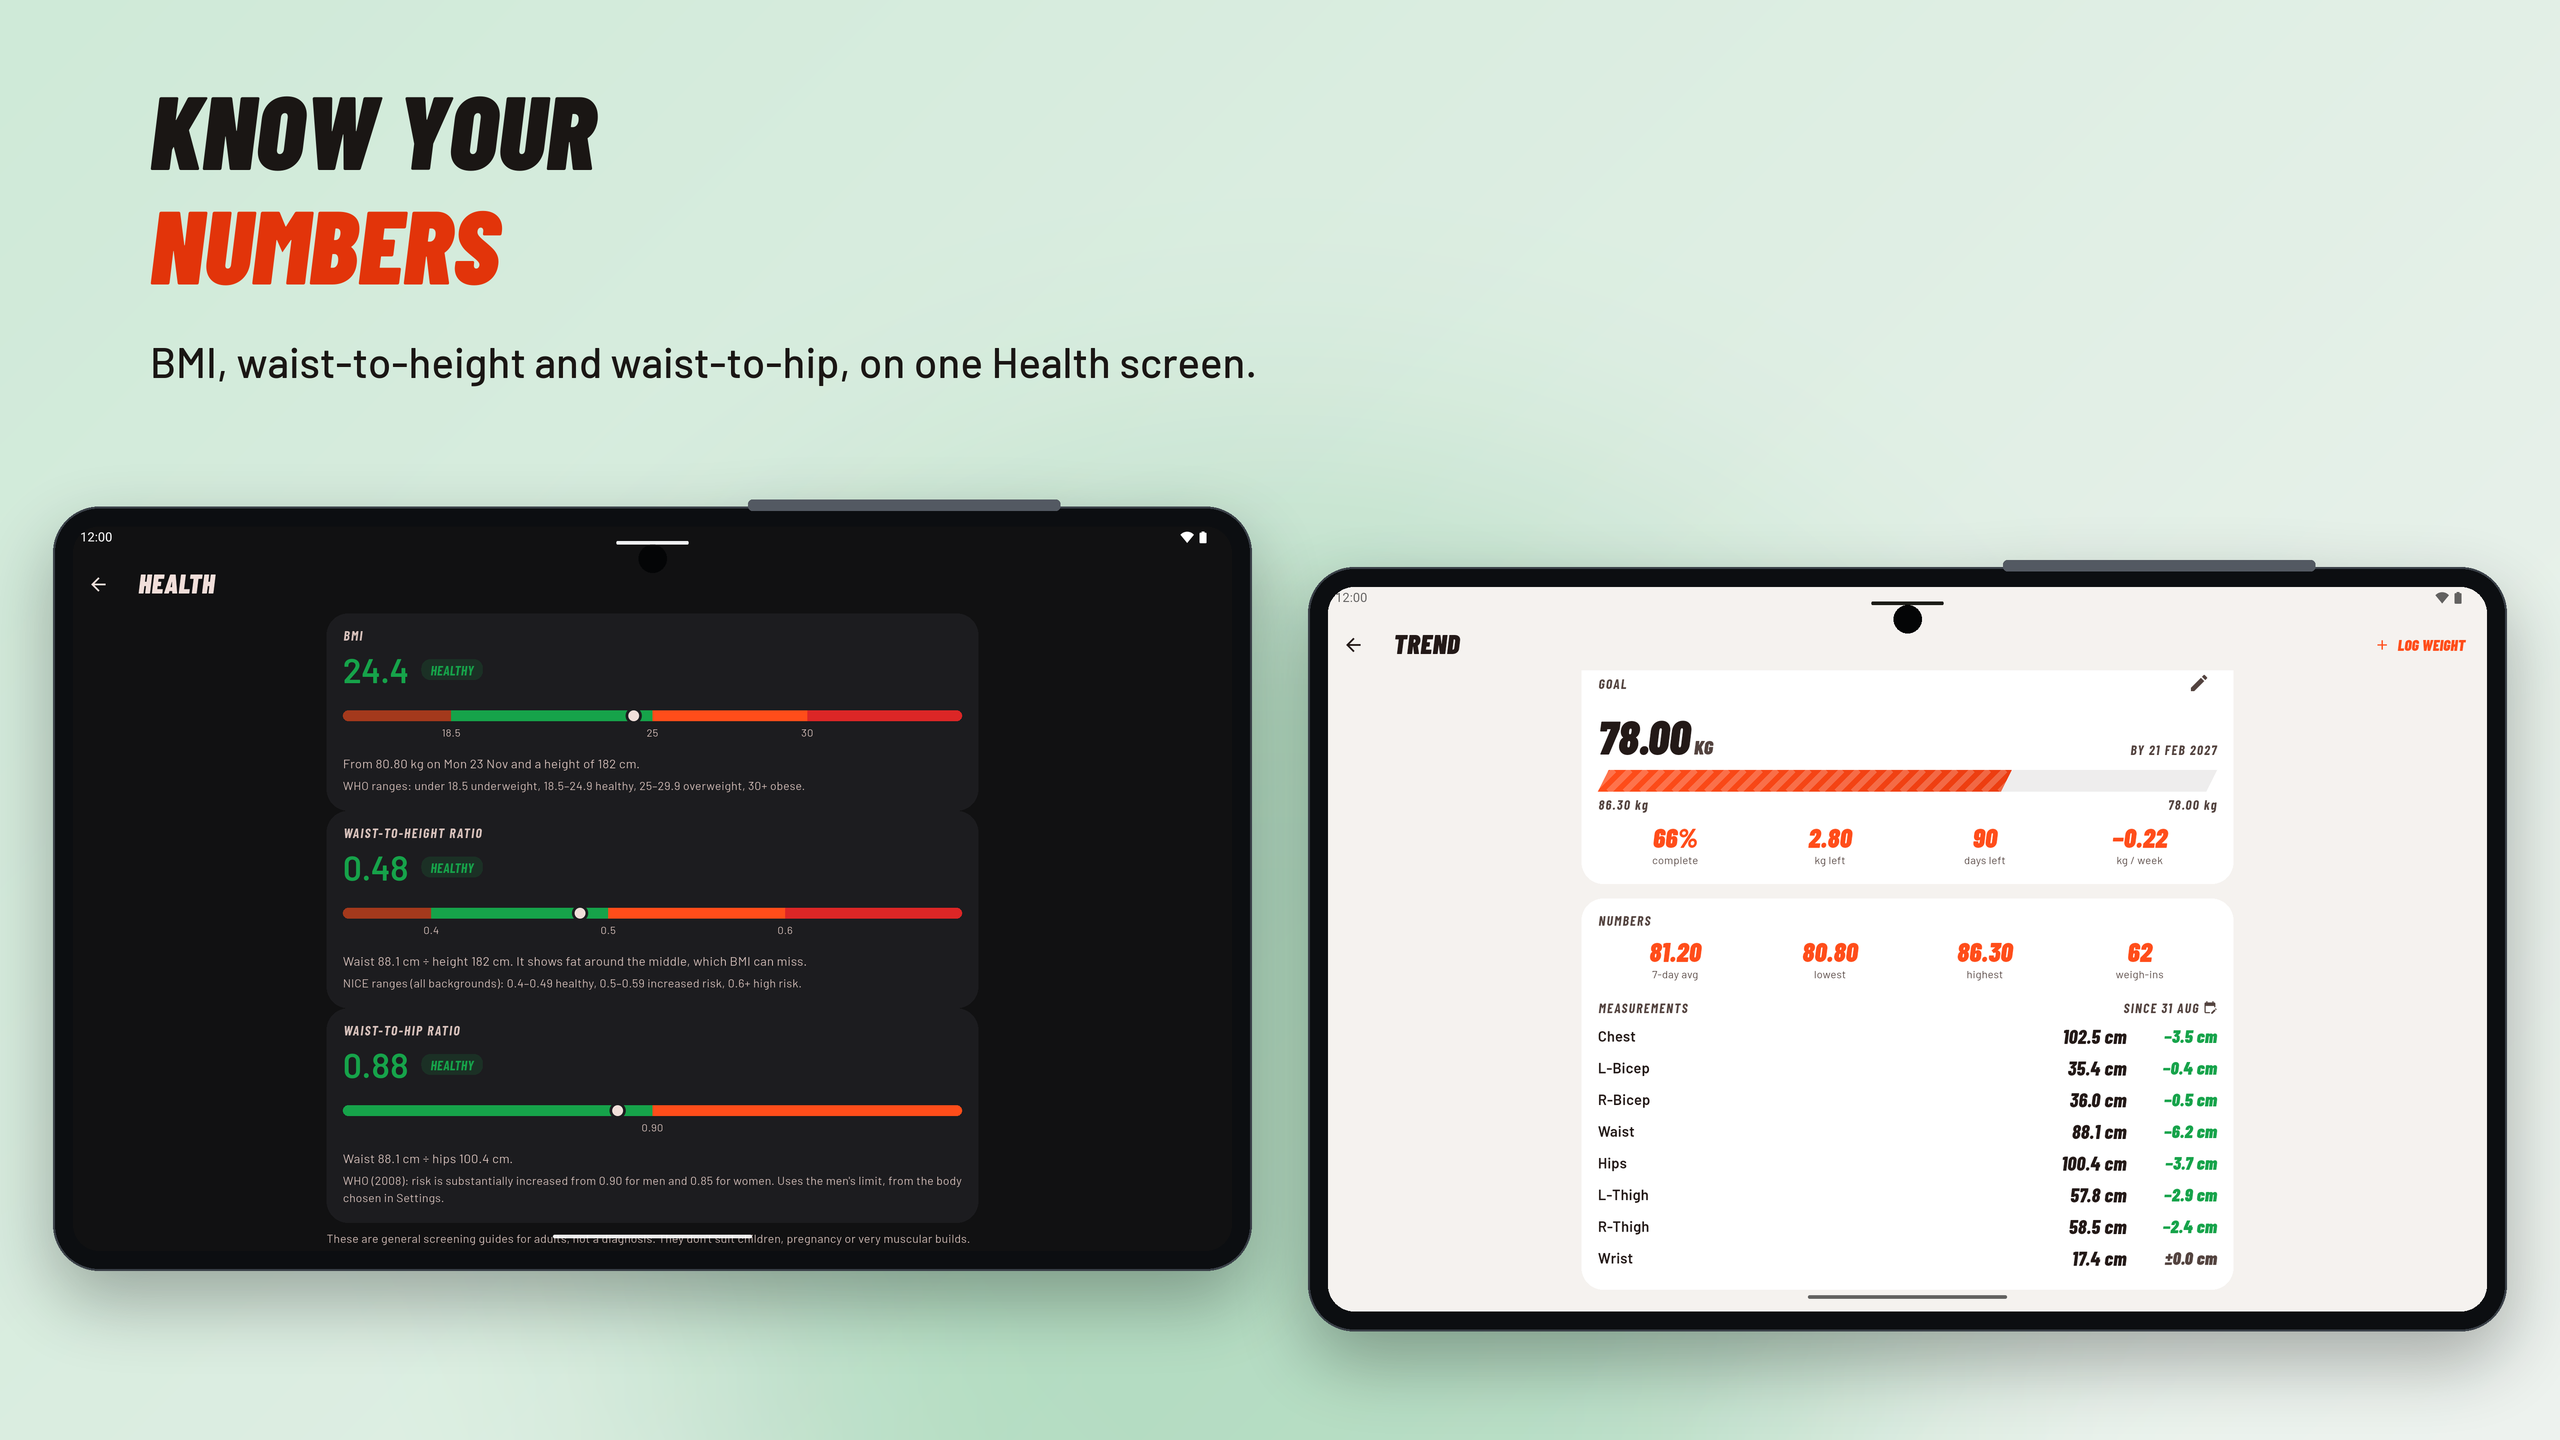 KNOW YOUR
NUMBERS
BMI, waist-to-height and waist-to-hip, on one Health screen.
12:00
HEALTH
BMI
24.4 HEALTHY
18.5 25 30
From 80.80 kg on Mon 23 Nov and a height of 182 cm.
WHO ranges: under 18.5 underweight, 18.5–24.9 healthy, 25–29.9 overweight, 30+ obese.
WAIST-TO-HEIGHT RATIO
0.48 HEALTHY
0.4 0.5 0.6
Waist 88.1 cm ÷ height 182 cm. It shows fat around the middle, which BMI can miss.
NICE ranges (all backgrounds): 0.4–0.49 healthy, 0.5–0.59 increased risk, 0.6+ high risk.
WAIST-TO-HIP RATIO
0.88 HEALTHY
0.90
Waist 88.1 cm ÷ hips 100.4 cm.
WHO (2008): risk is substantially increased from 0.90 for men and 0.85 for women. Uses the men's limit, from the body
chosen in Settings.
These are general screening guides for adults, not a diagnosis. They don't suit children, pregnancy or very muscular builds.
12:00
TREND
+ LOG WEIGHT
GOAL
78.00 KG
BY 21 FEB 2027
86.30 kg 78.00 kg
66% 2.80 90 −0.22
complete kg left days left kg / week
NUMBERS
81.20 80.80 86.30 62
7-day avg lowest highest weigh-ins
MEASUREMENTS SINCE 31 AUG
Chest 102.5 cm −3.5 cm
L-Bicep 35.4 cm −0.4 cm
R-Bicep 36.0 cm −0.5 cm
Waist 88.1 cm −6.2 cm
Hips 100.4 cm −3.7 cm
L-Thigh 57.8 cm −2.9 cm
R-Thigh 58.5 cm −2.4 cm
Wrist 17.4 cm ±0.0 cm